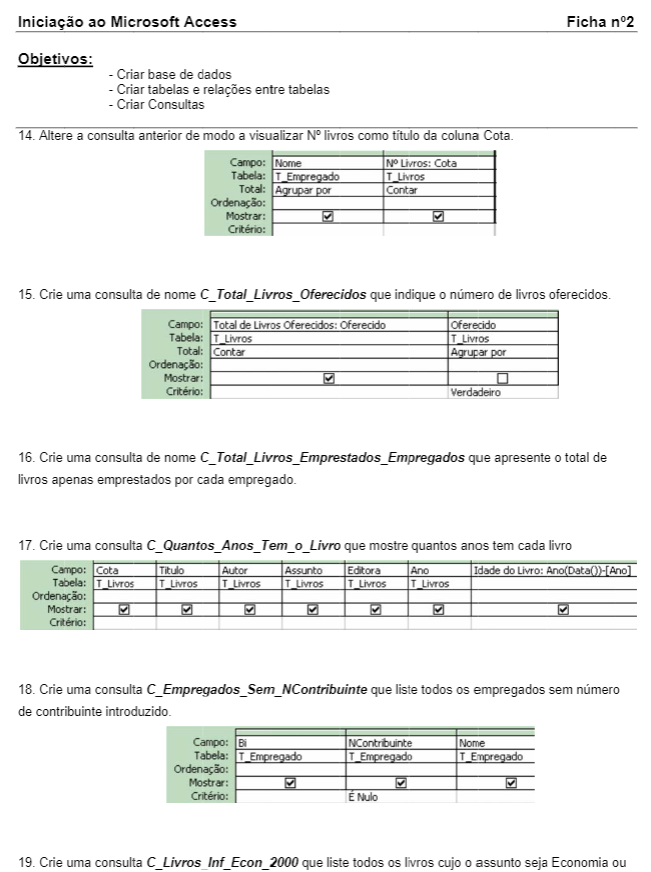 Iniciação ao Microsoft Access Ficha nº2
Objetivos:
- Criar base de dados
- Criar tabelas e relações entre tabelas
- Criar Consultas
14. Altere a consulta anterior de modo a visualizar Nº livros como título da coluna Cota.
Campo: Nome Nº Livros: Cota
Tabela: T_Empregado T_Livros
Total: Agrupar por Contar
Ordenação:
Mostrar:
Critério:
15. Crie uma consulta de nome C_Total_Livros_Oferecidos que indique o número de livros oferecidos.
Campo: Total de Livros Oferecidos: Oferecido Oferecido
Tabela: T_Livros T_Livros
Total: Contar Agrupar por
Ordenação:
Mostrar:
Critério: Verdadeiro
16. Crie uma consulta de nome C_Total_Livros_Emprestados_Empregados que apresente o total de
livros apenas emprestados por cada empregado.
17. Crie uma consulta C_Quantos_Anos_Tem_o_Livro que mostre quantos anos tem cada livro
Campo: Cota Titulo Autor Assunto Editora Ano Idade do Livro: Ano(Data())-[Ano]
Tabela: T_Livros T_Livros T_Livros T_Livros T_Livros T_Livros
Ordenação:
Mostrar:
Critério:
18. Crie uma consulta C_Empregados_Sem_NContribuinte que liste todos os empregados sem número
de contribuinte introduzido.
Campo: Bi NContribuinte Nome
Tabela: T_Empregado T_Empregado T_Empregado
Ordenação:
Mostrar:
Critério: É Nulo
19. Crie uma consulta C_Livros_Inf_Econ_2000 que liste todos os livros cujo o assunto seja Economia ou